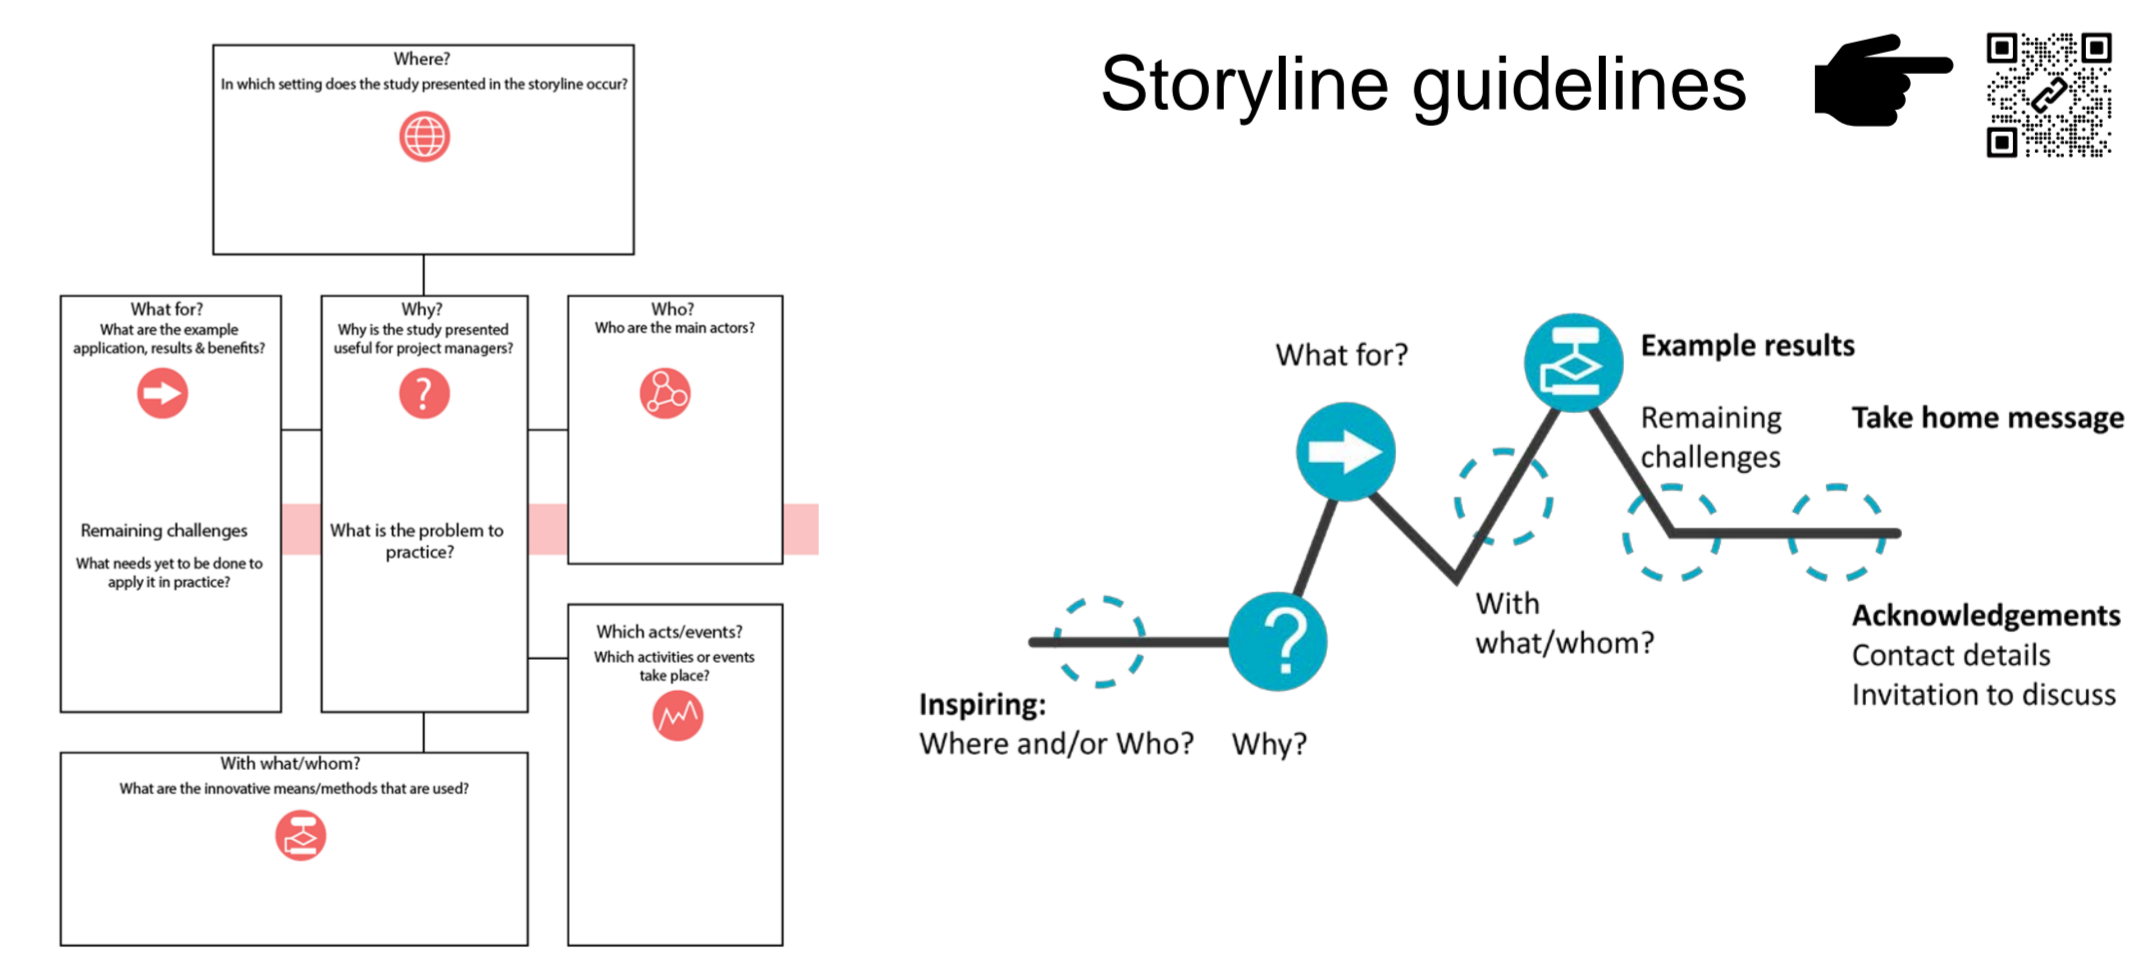 Where?
In which setting does the study presented in the storyline occur?
What for?
What are the example
application, results & benefits?
Remaining challenges
What needs yet to be done to
apply it in practice?
Why?
Why is the study presented
useful for project managers?
?
What is the problem to
practice?
Who?
Who are the main actors?
Which acts/events?
Which activities or events
take place?
With what/whom?
What are the innovative means/methods that are used?
Storyline guidelines
Inspiring:
Where and/or Who?
?
Why?
What for?
With
what/whom?
Example results
Remaining
challenges
Take home message
Acknowledgements
Contact details
Invitation to discuss